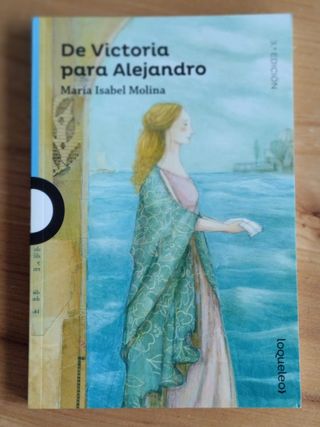 De Victoria
para Alejandro
María Isabel Molina
3.ª EDICIÓN
loqueleo